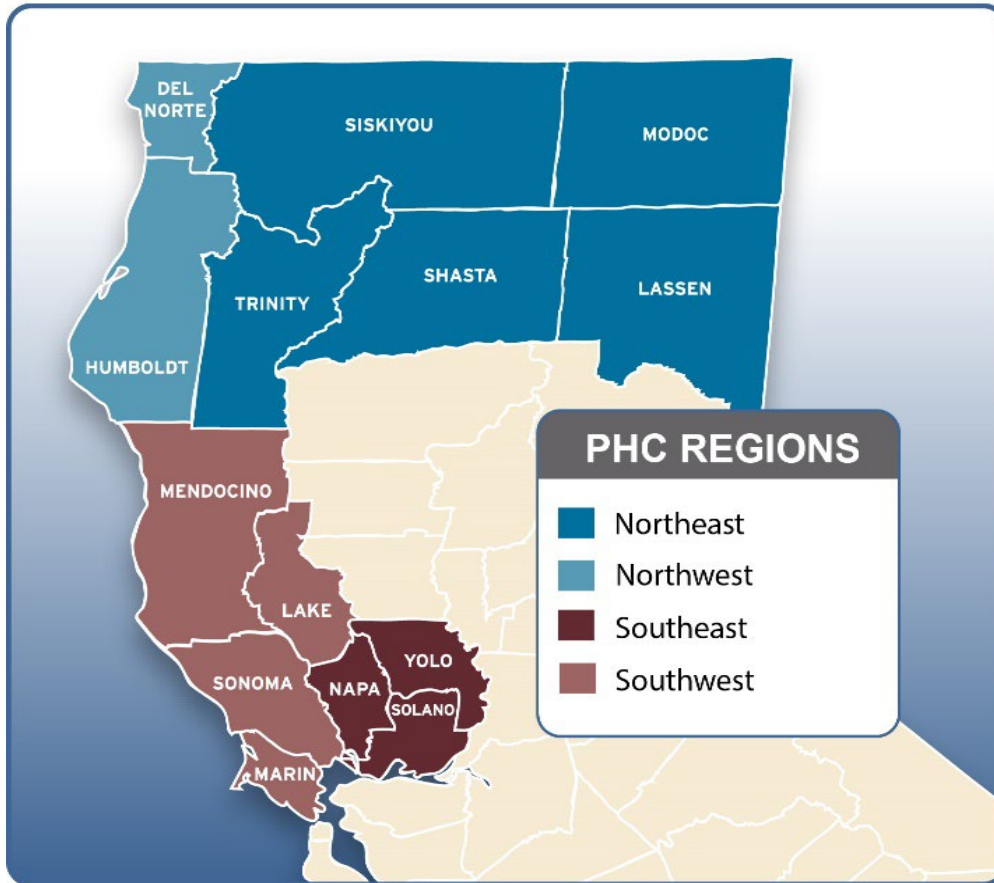 DEL
NORTE
SISKIYOU
MODOC
SHASTA
LASSEN
TRINITY
HUMBOLDT
PHC REGIONS
Northeast
Northwest
Southeast
Southwest
MENDOCINO
LAKE
YOLO
SONOMA
NAPA
SOLANO
MARIN